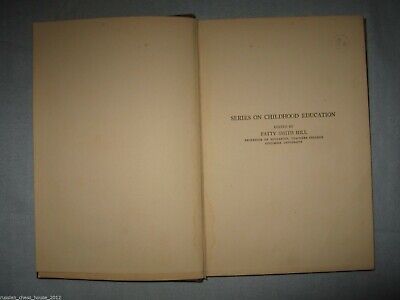 SERIES ON CHILDHOOD EDUCATION
EDITED BY
PATTY SMITH HILL
PROFESSOR OF EDUCATION, TEACHERS COLLEGE
COLUMBIA UNIVERSITY
russian_chess_house_2012